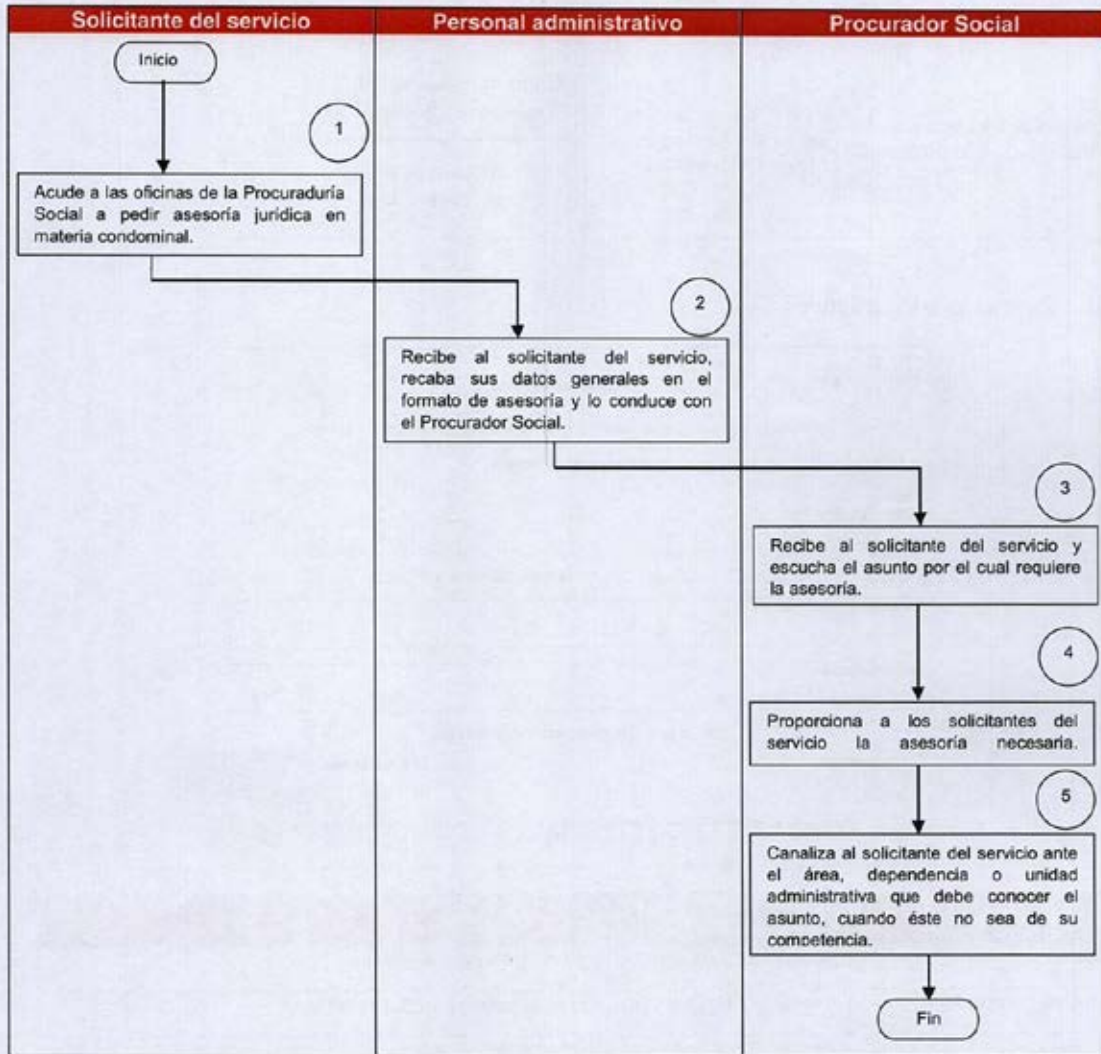 Solicitante del servicio
Personal administrativo
Procurador Social
Inicio
1
Acude a las oficinas de la Procuraduría
Social a pedir asesoría jurídica en
materia condominal.
2
Recibe al solicitante del servicio,
recaba sus datos generales en el
formato de asesoría y lo conduce con
el Procurador Social.
3
Recibe al solicitante del servicio y
escucha el asunto por el cual requiere
la asesoría.
4
Proporciona a los solicitantes del
servicio la asesoría necesaria.
5
Canaliza al solicitante del servicio ante
el área, dependencia o unidad
administrativa que debe conocer el
asunto, cuando éste no sea de su
competencia.
Fin